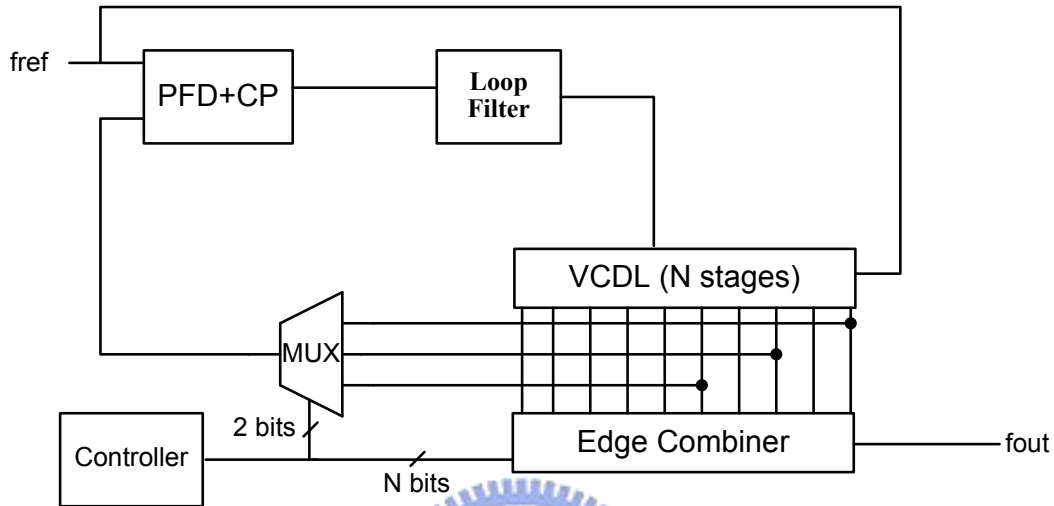 fref
PFD+CP
Loop
Filter
VCDL (N stages)
MUX
2 bits
Controller
N bits
Edge Combiner
fout